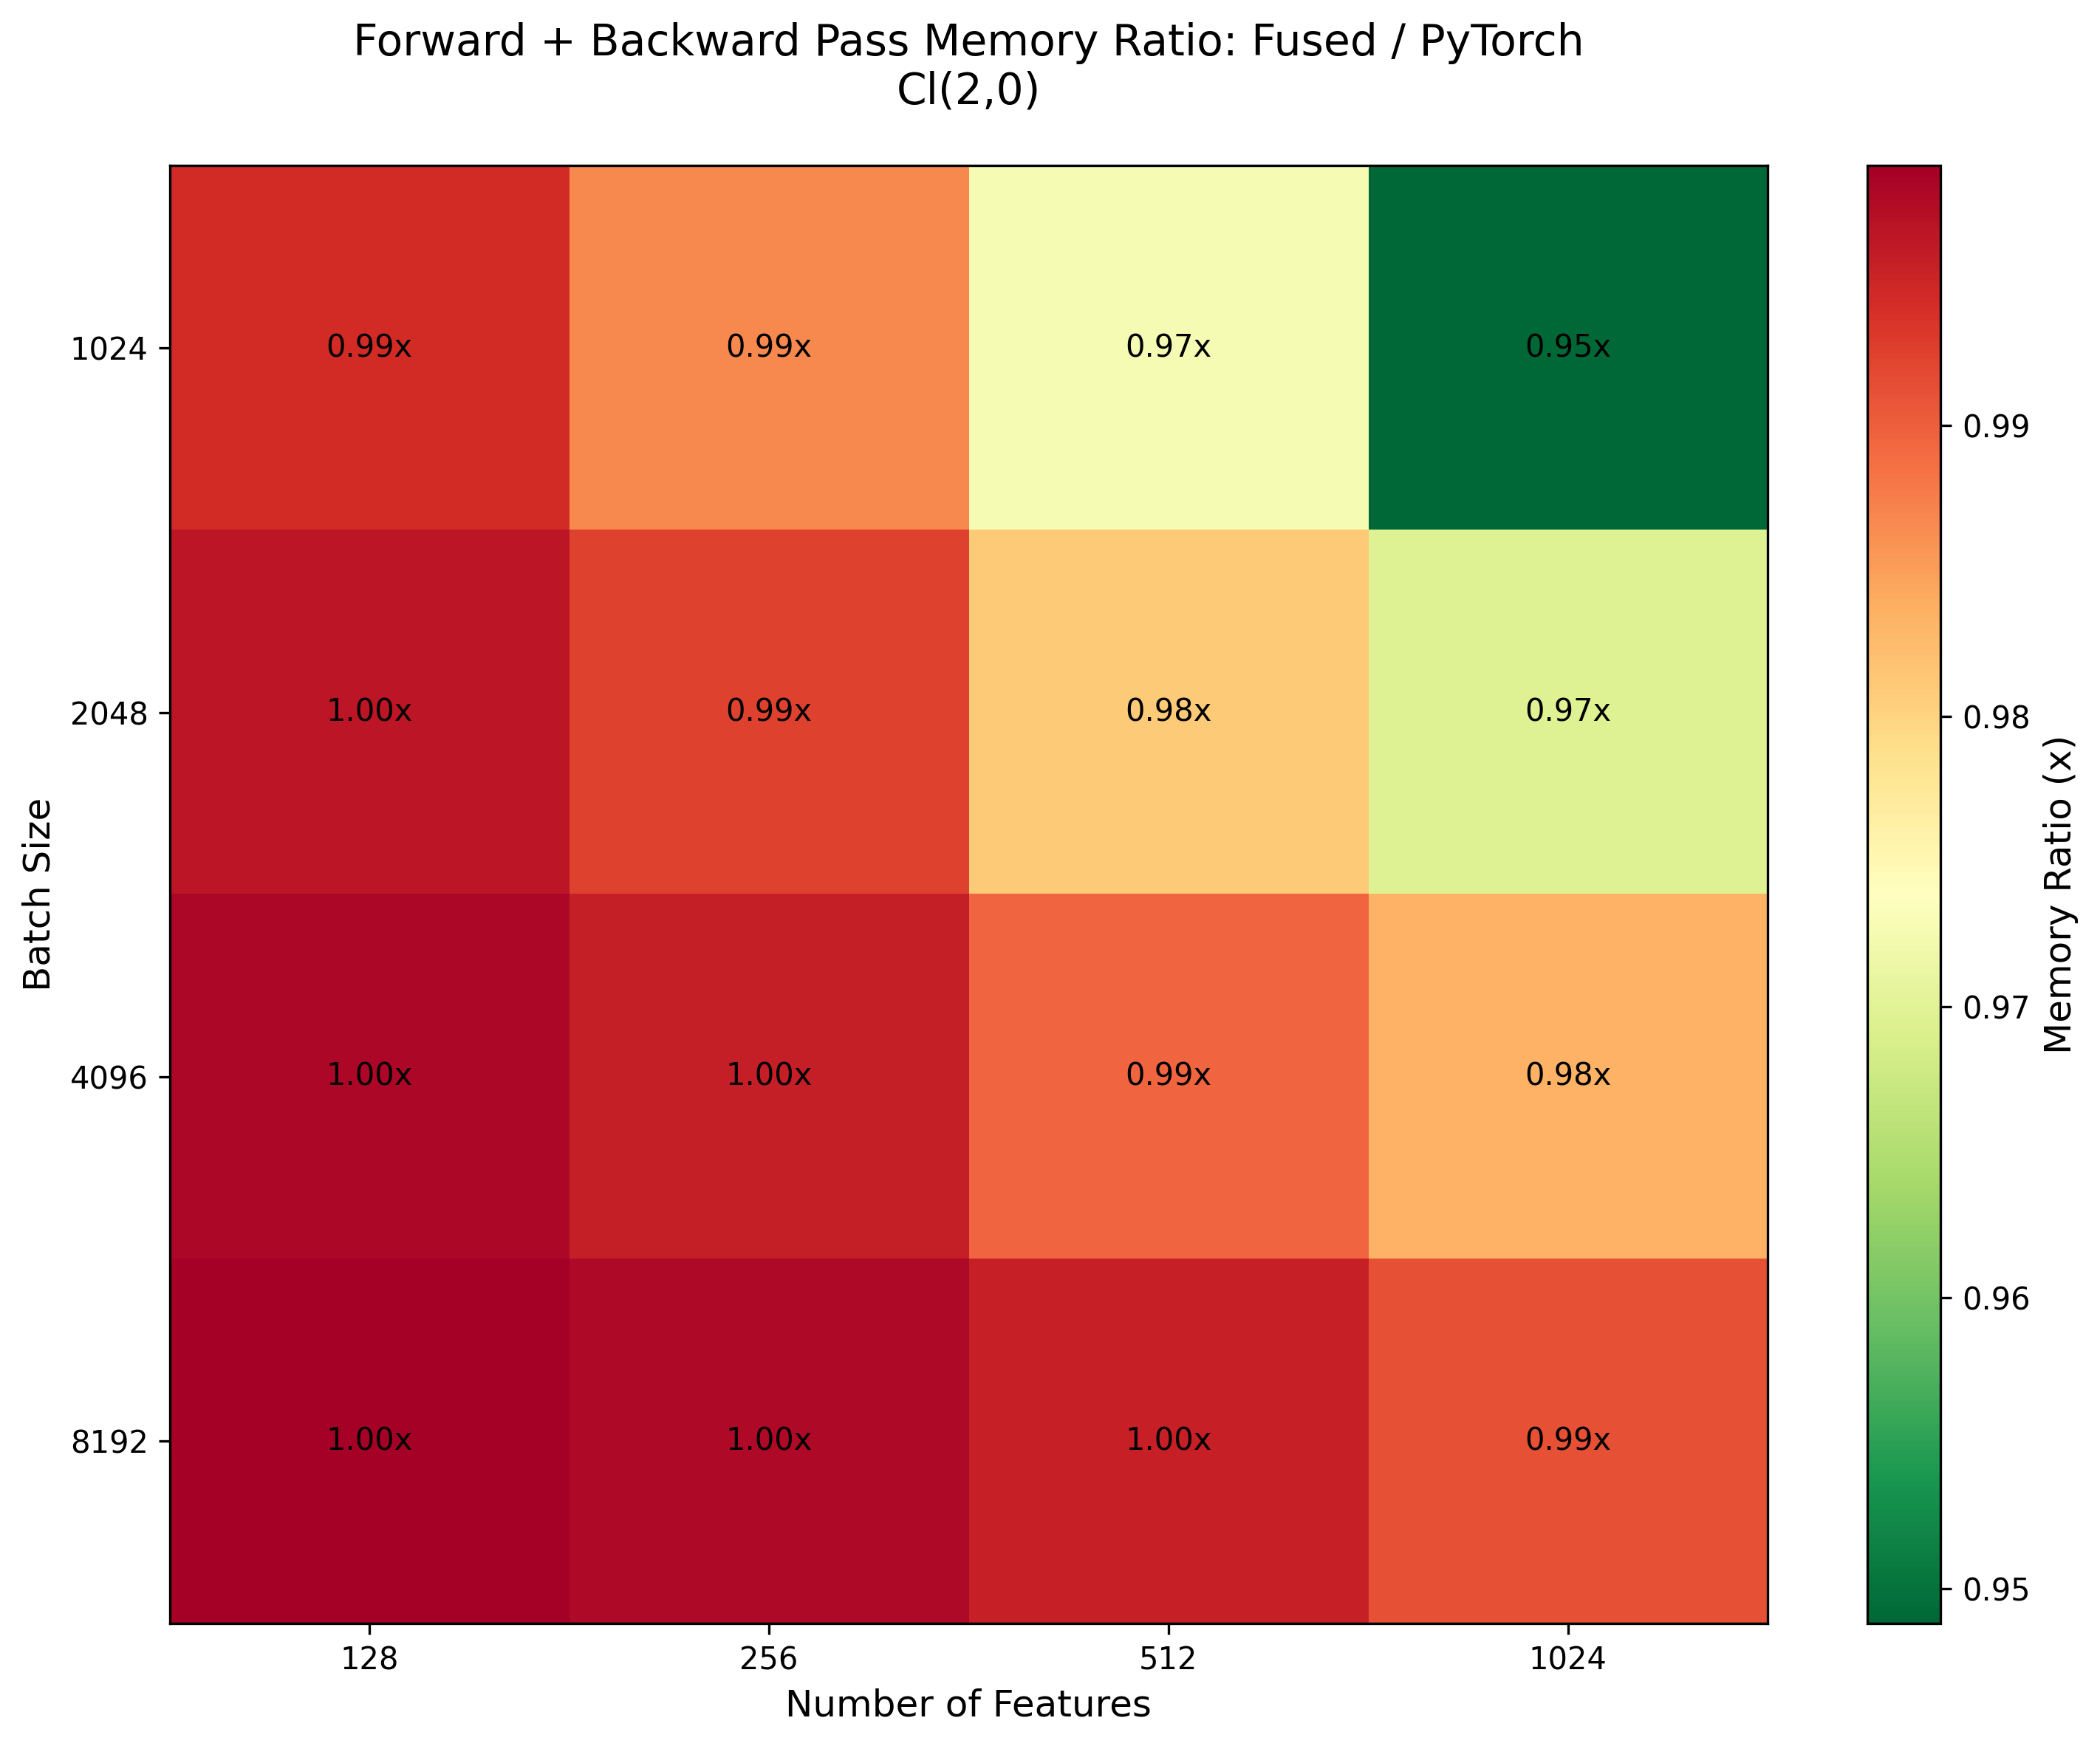 Forward + Backward Pass Memory Ratio: Fused / PyTorch
Cl(2,0)
Batch Size
1024 0.99x 0.99x 0.97x 0.95x
2048 1.00x 0.99x 0.98x 0.97x
4096 1.00x 1.00x 0.99x 0.98x
8192 1.00x 1.00x 1.00x 0.99x
128 256 512 1024
Number of Features
0.99
0.98
0.97
0.96
0.95
Memory Ratio (x)